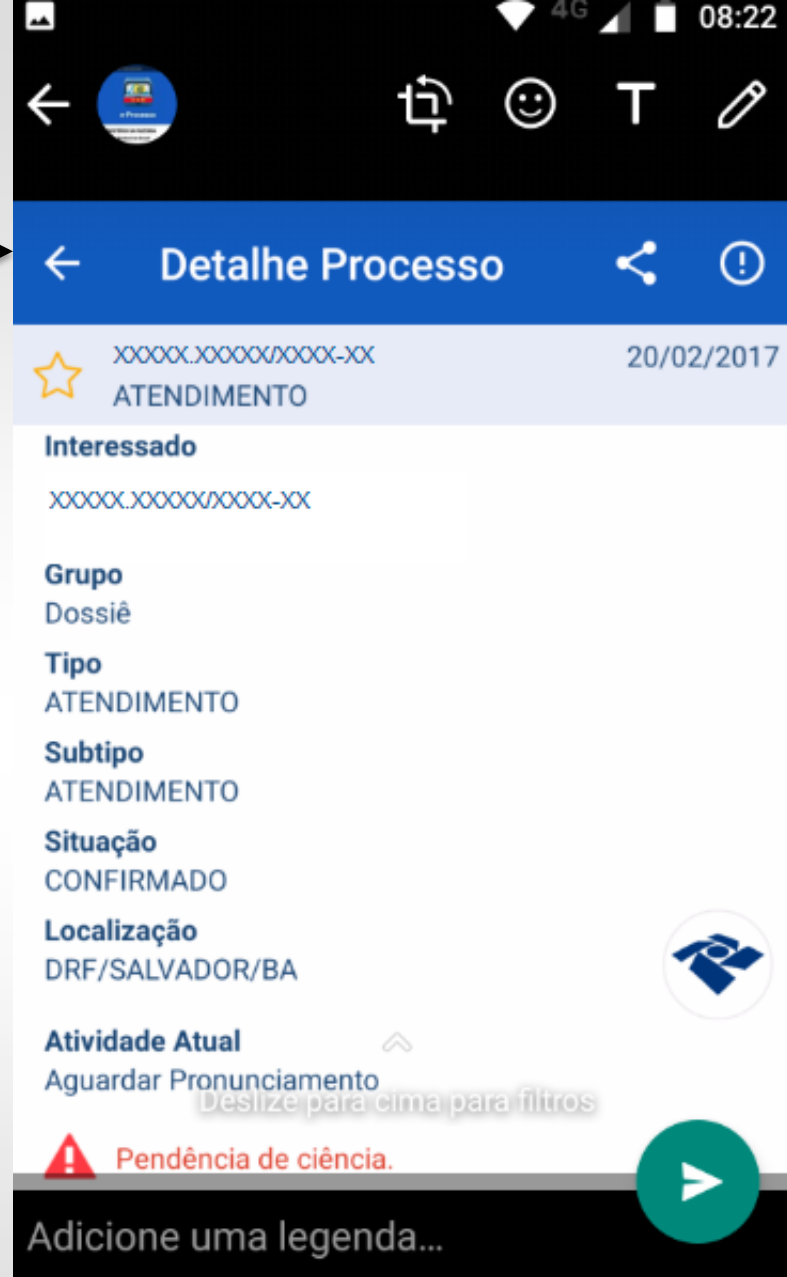 4G 08:22
e-Processo
Detalhe Processo
XXXXX.XXXXX/XXXX-XX 20/02/2017
ATENDIMENTO
Interessado
XXXXX.XXXXX/XXXX-XX
Grupo
Dossiê
Tipo
ATENDIMENTO
Subtipo
ATENDIMENTO
Situação
CONFIRMADO
Localização
DRF/SALVADOR/BA
Atividade Atual
Aguardar Pronunciamento
Deslize para cima para filtros
Pendência de ciência.
Adicione uma legenda...